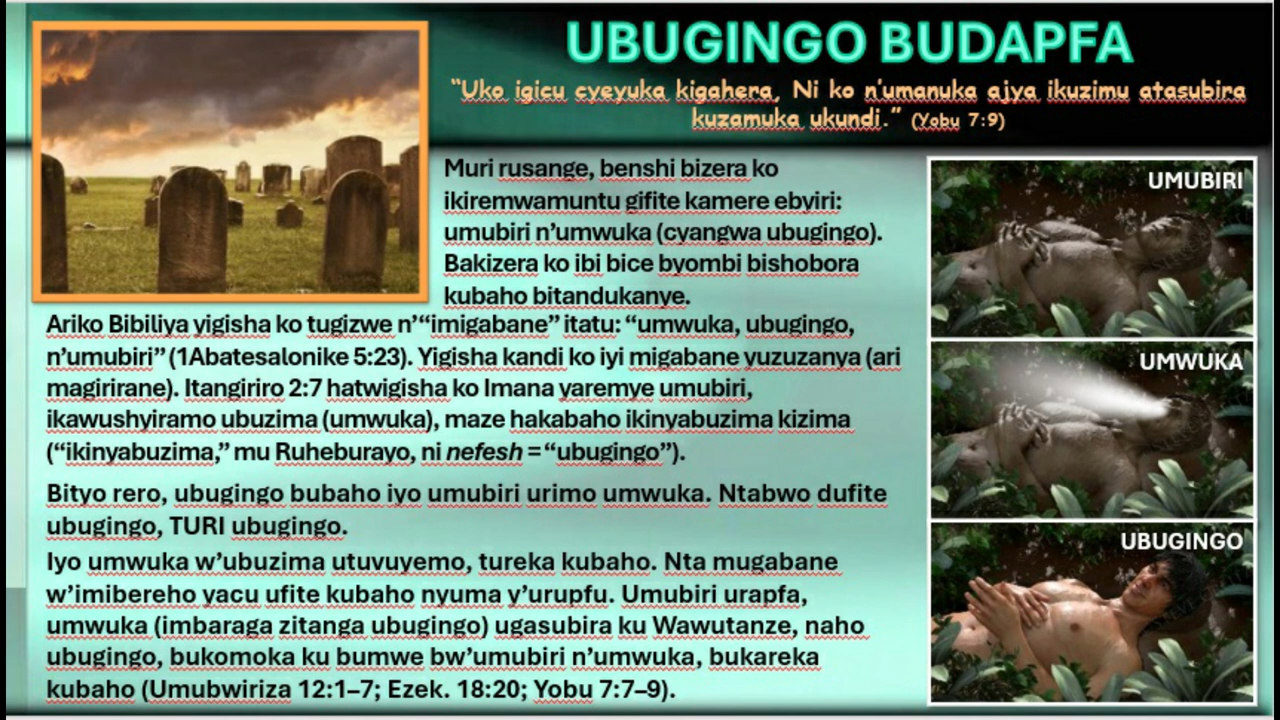 UBUGINGO BUDAPFA
“Uko igicu cyeyuka kigahera, Ni ko n’umanuka ajya ikuzimu atasubira
kuzamuka ukundi.” (Yobu 7:9)
Muri rusange, benshi bizera ko
ikiremwamuntu gifite kamere ebyiri:
umubiri n’umwuka (cyangwa ubugingo).
Bakizera ko ibi bice byombi bishobora
kubaho bitandukanye.
Ariko Bibiliya yigisha ko tugizwe n’“imigabane” itatu: “umwuka, ubugingo,
n’umubiri” (1Abatesalonike 5:23). Yigisha kandi ko iyi migabane yuzuzanya (ari
magirirane). Itangiriro 2:7 hatwigisha ko Imana yaremye umubiri,
ikawushyiramo ubuzima (umwuka), maze hakabaho ikinyabuzima kizima
(“ikinyabuzima,” mu Ruheburayo, ni nefesh = “ubugingo”).
Bityo rero, ubugingo bubaho iyo umubiri urimo umwuka. Ntabwo dufite
ubugingo, TURI ubugingo.
Iyo umwuka w’ubuzima utuvuyemo, tureka kubaho. Nta mugabane
w’imibereho yacu ufite kubaho nyuma y’urupfu. Umubiri urapfa,
umwuka (imbaraga zitanga ubugingo) ugasubira ku Wawutanze, naho
ubugingo, bukomoka ku bumwe bw’umubiri n’umwuka, bukareka
kubaho (Umubwiriza 12:1–7; Ezek. 18:20; Yobu 7:7–9).
UMUBIRI
UMWUKA
UBUGINGO